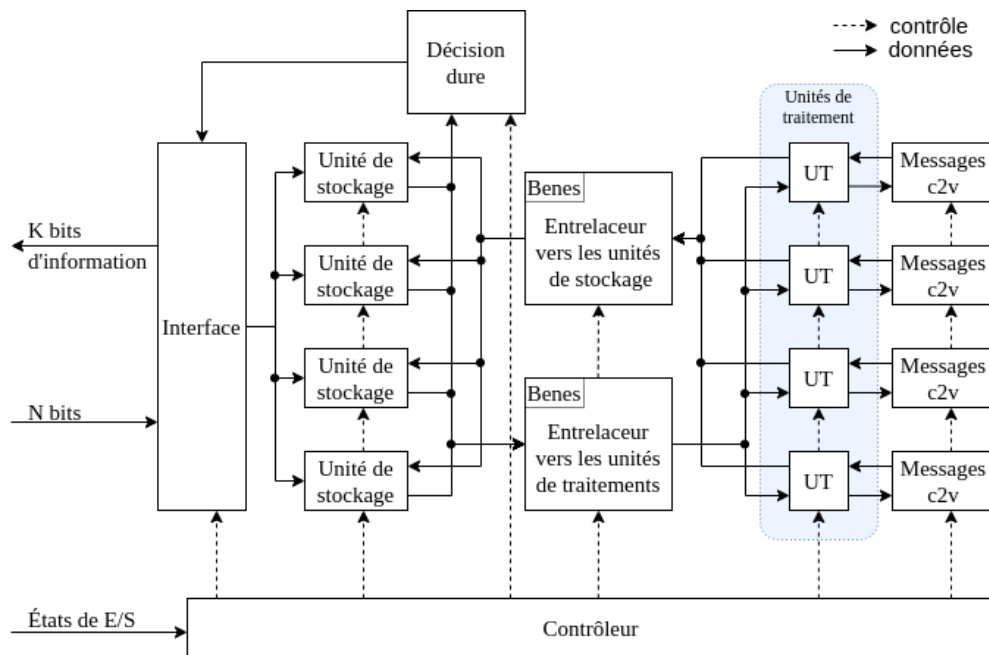 Décision
dure
contrôle
données
Unités de
traitement
Unité de
stockage
Benes
Entrelaceur
vers les unités
de stockage
UT
Messages
c2v
K bits
d'information
Unité de
stockage
UT
Messages
c2v
Interface
Unité de
stockage
UT
Messages
c2v
N bits
Benes
Entrelaceur
vers les unités
de traitements
Unité de
stockage
UT
Messages
c2v
États de E/S
Contrôleur